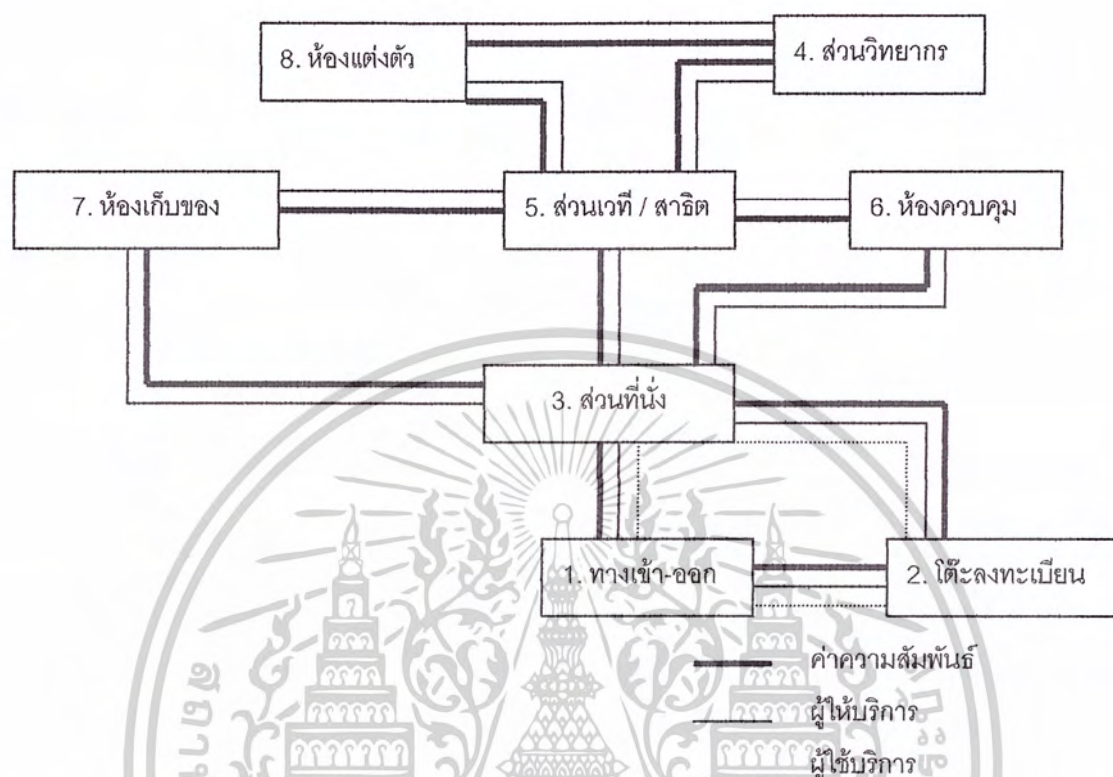 8. ห้องแต่งตัว
4. ส่วนวิทยากร
7. ห้องเก็บของ
5. ส่วนเวที / สาธิต
6. ห้องควบคุม
3. ส่วนที่นั่ง
1. ทางเข้า-ออก
2. โต๊ะลงทะเบียน
ค่าความสัมพันธ์
ผู้ให้บริการ
ผู้ใช้บริการ